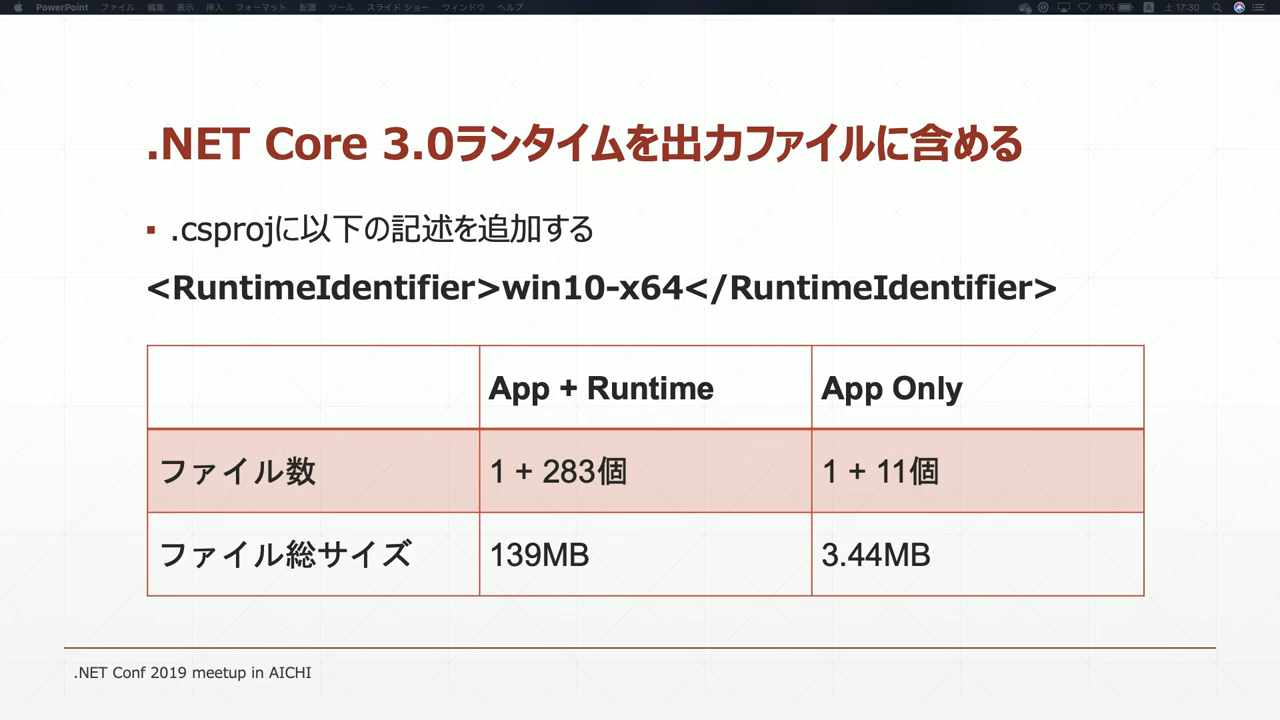 PowerPoint ファイル 編集 表示 挿入 フォーマット 配置 ツール スライド ショー ウィンドウ ヘルプ 97% A 土 17:30
.NET Core 3.0ランタイムを出力ファイルに含める
▪ .csprojに以下の記述を追加する
<RuntimeIdentifier>win10-x64</RuntimeIdentifier>
App + Runtime App Only
ファイル数 1 + 283個 1 + 11個
ファイル総サイズ 139MB 3.44MB
.NET Conf 2019 meetup in AICHI